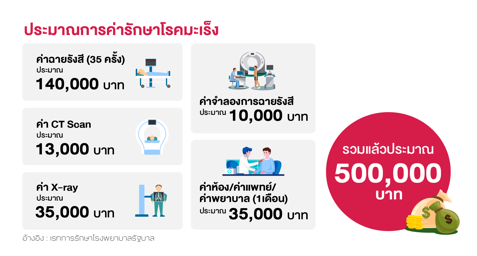 ประมาณการค่ารักษาโรคมะเร็ง
ค่าฉายรังสี (35 ครั้ง)
ประมาณ
140,000 บาท
ค่า CT Scan
ประมาณ
13,000 บาท
ค่า X-ray
ประมาณ
35,000 บาท
ค่าจำลองการฉายรังสี
ประมาณ 10,000 บาท
ค่าห้อง/ค่าแพทย์/
ค่าพยาบาล (1เดือน)
ประมาณ 35,000 บาท
รวมแล้วประมาณ
500,000
บาท
อ้างอิง : เรทการรักษาโรงพยาบาลรัฐบาล